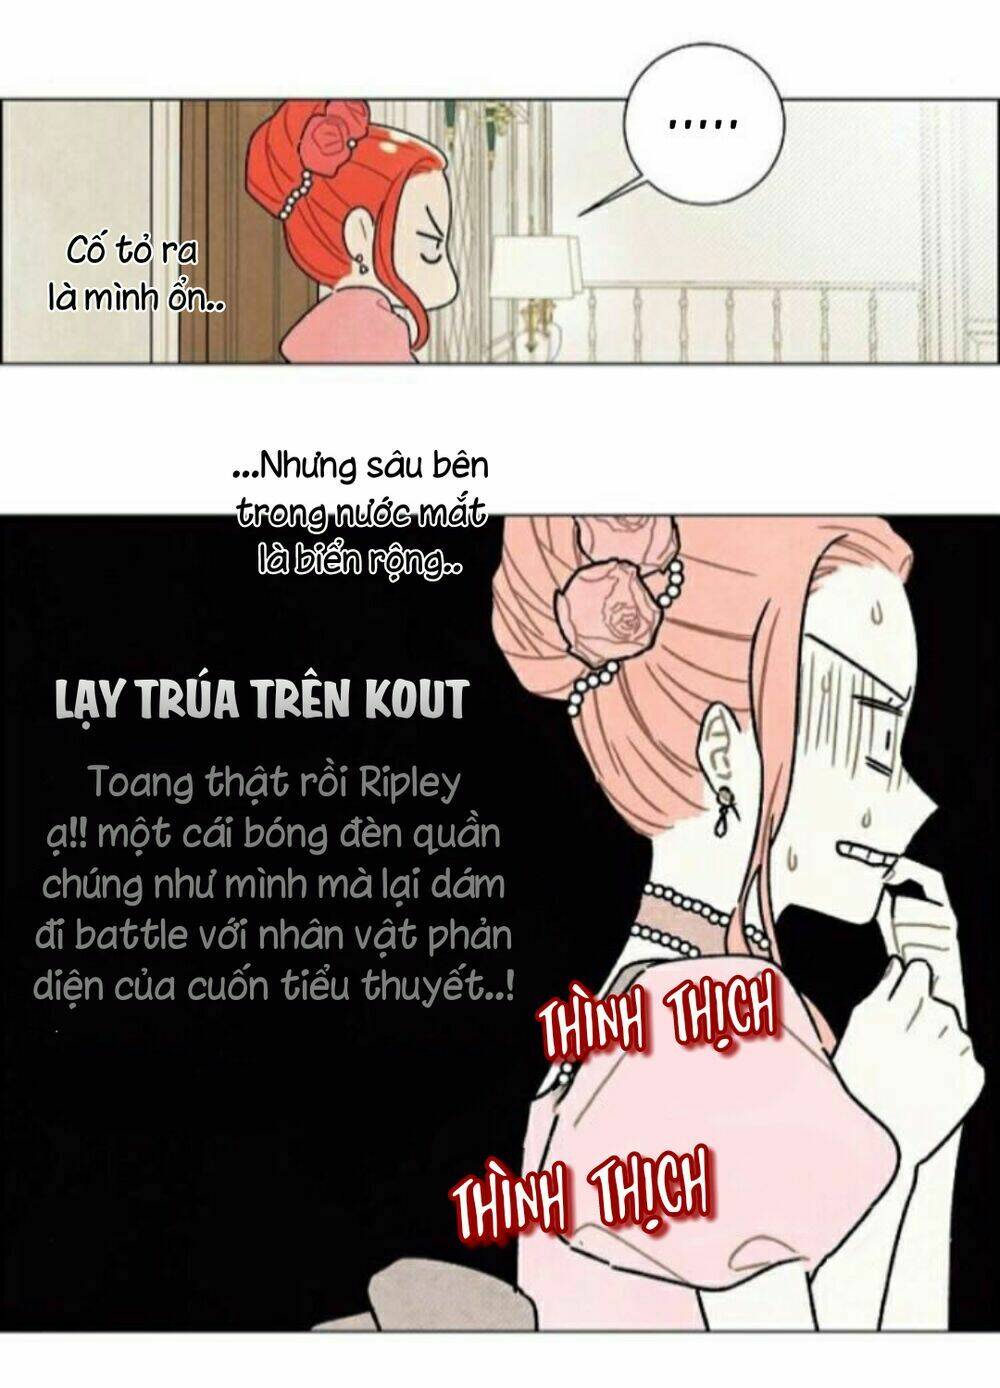 .....
Cố tỏ ra
là mình ổn..
...Nhưng sâu bên
trong nước mắt
là biển rộng..
LẠY TRÚA TRÊN KOUT
Toang thật rồi Ripley
ạ!! một cái bóng đèn quần
chúng như mình mà lại dám
đi battle với nhân vật phản
diện của cuốn tiểu thuyết..!
THÌNH THỊCH
THÌNH THỊCH